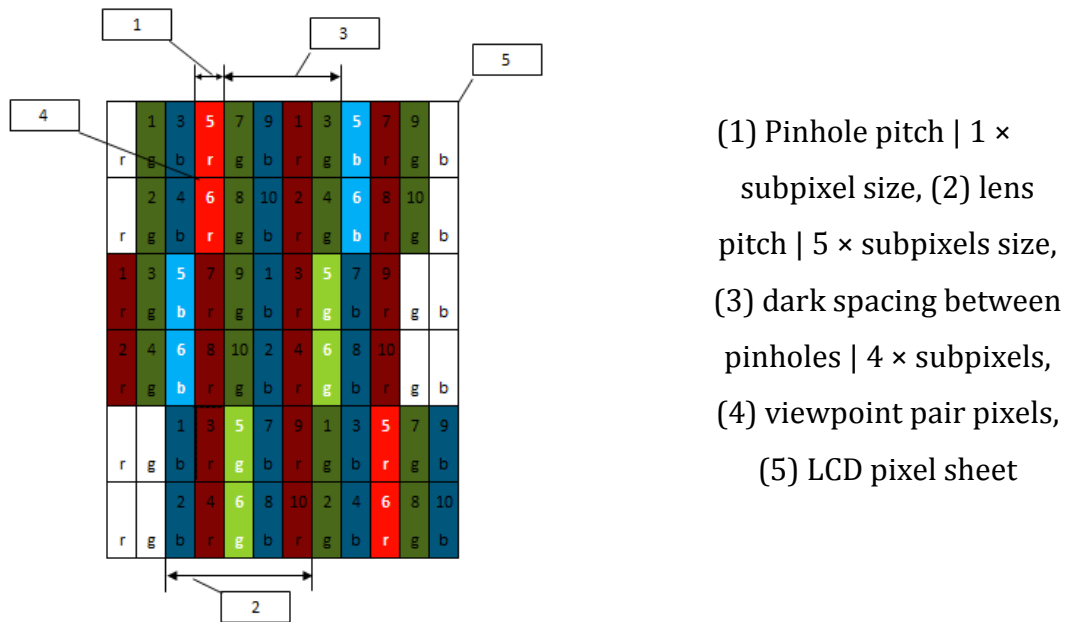 1
3
5
4
1 3 5 7 9 1 3 5 7 9
r g b r g b r g b r g b
2 4 6 8 10 2 4 6 8 10
r g b r g b r g b r g b
1 3 5 7 9 1 3 5 7 9
r g b r g b r g b r g b
2 4 6 8 10 2 4 6 8 10
r g b r g b r g b r g b
1 3 5 7 9 1 3 5 7 9
r g b r g b r g b r g b
2 4 6 8 10 2 4 6 8 10
r g b r g b r g b r g b
2
(1) Pinhole pitch | 1 ×
subpixel size, (2) lens
pitch | 5 × subpixels size,
(3) dark spacing between
pinholes | 4 × subpixels,
(4) viewpoint pair pixels,
(5) LCD pixel sheet